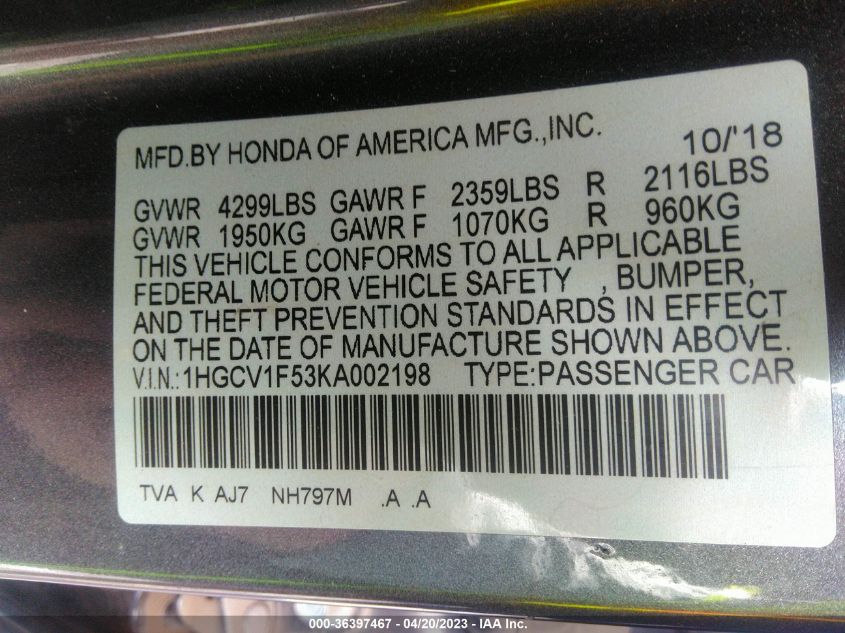 MFD.BY HONDA OF AMERICA MFG.,INC. 10/'18
GVWR 4299LBS GAWR F 2359LBS R 2116LBS
GVWR 1950KG GAWR F 1070KG R 960KG
THIS VEHICLE CONFORMS TO ALL APPLICABLE
FEDERAL MOTOR VEHICLE SAFETY , BUMPER,
AND THEFT PREVENTION STANDARDS IN EFFECT
ON THE DATE OF MANUFACTURE SHOWN ABOVE.
V.I.N.:1HGCV1F53KA002198 TYPE:PASSENGER CAR
TVA K AJ7 NH797M .A .A
000-36397467 - 04/20/2023 - IAA Inc.